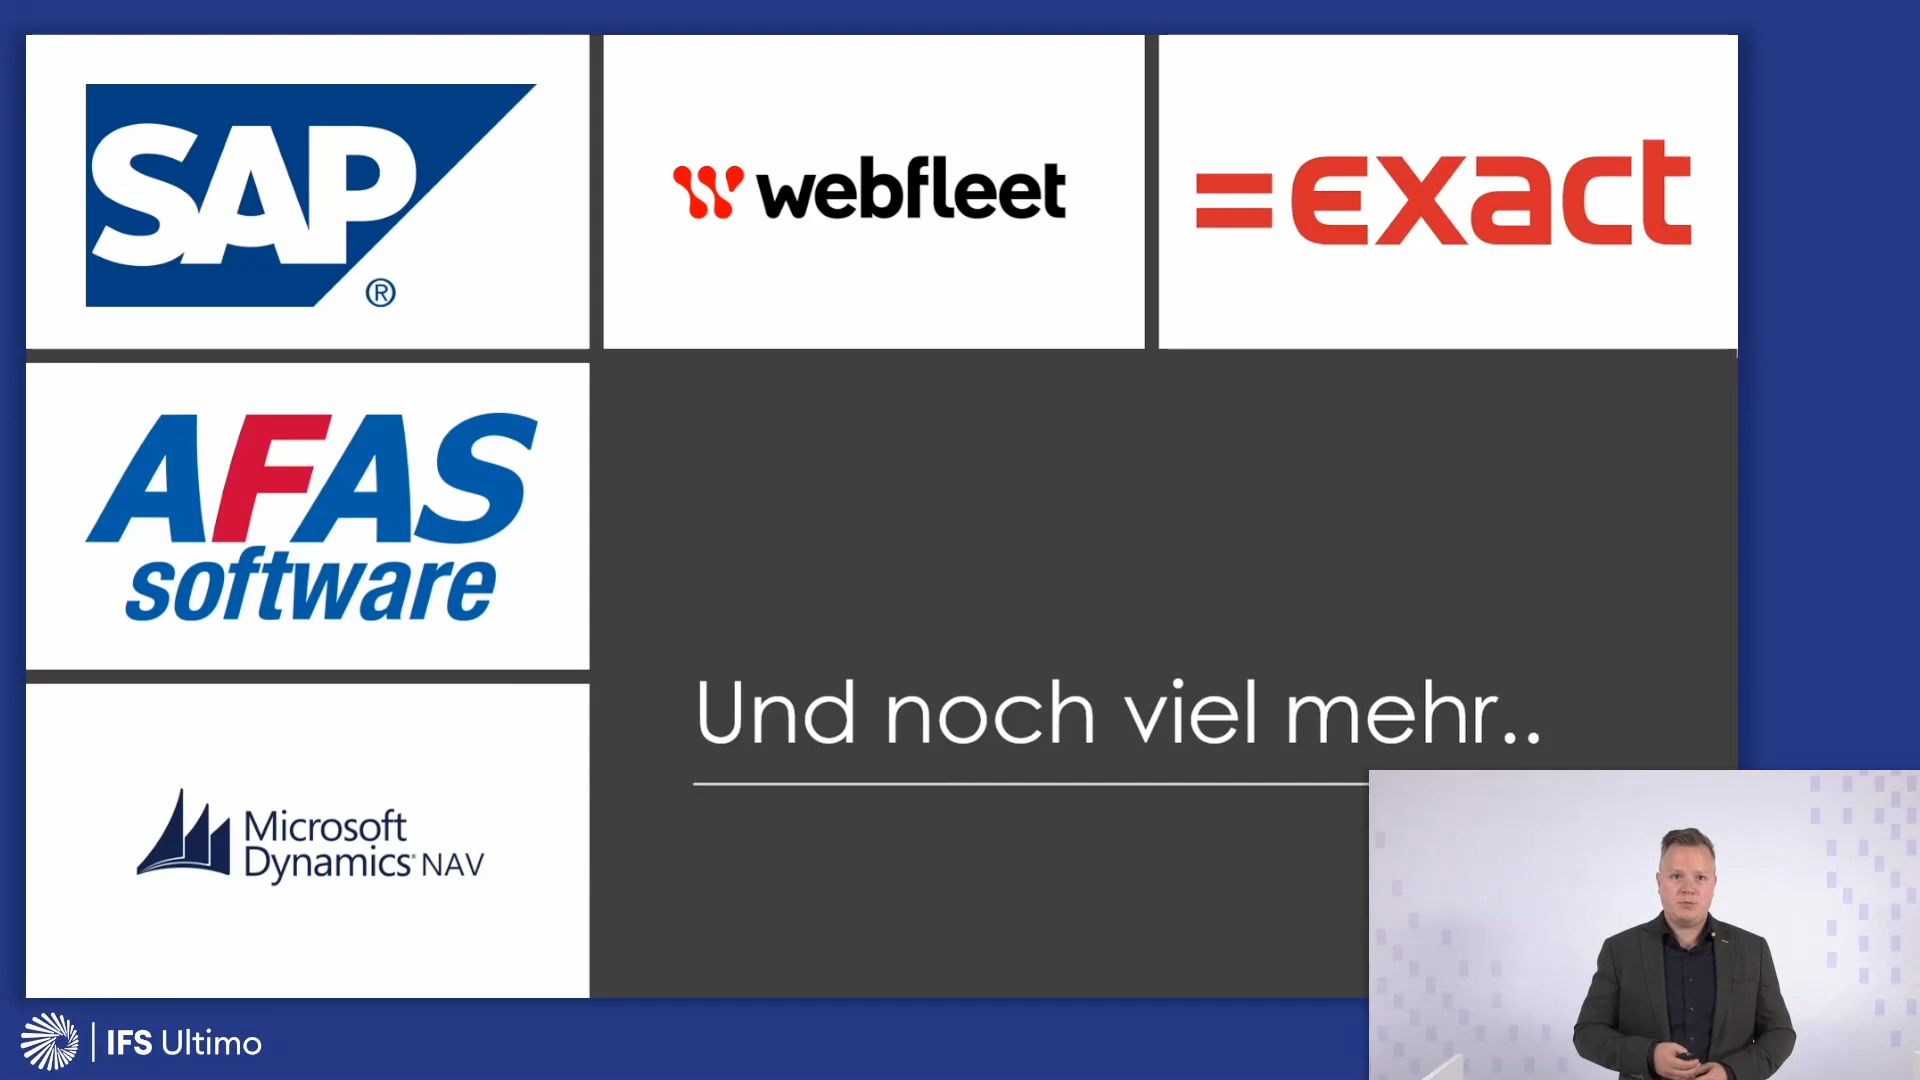 SAP
®
webfleet
=exact
AFAS
software
Microsoft
Dynamics NAV
Und noch viel mehr..
IFS Ultimo